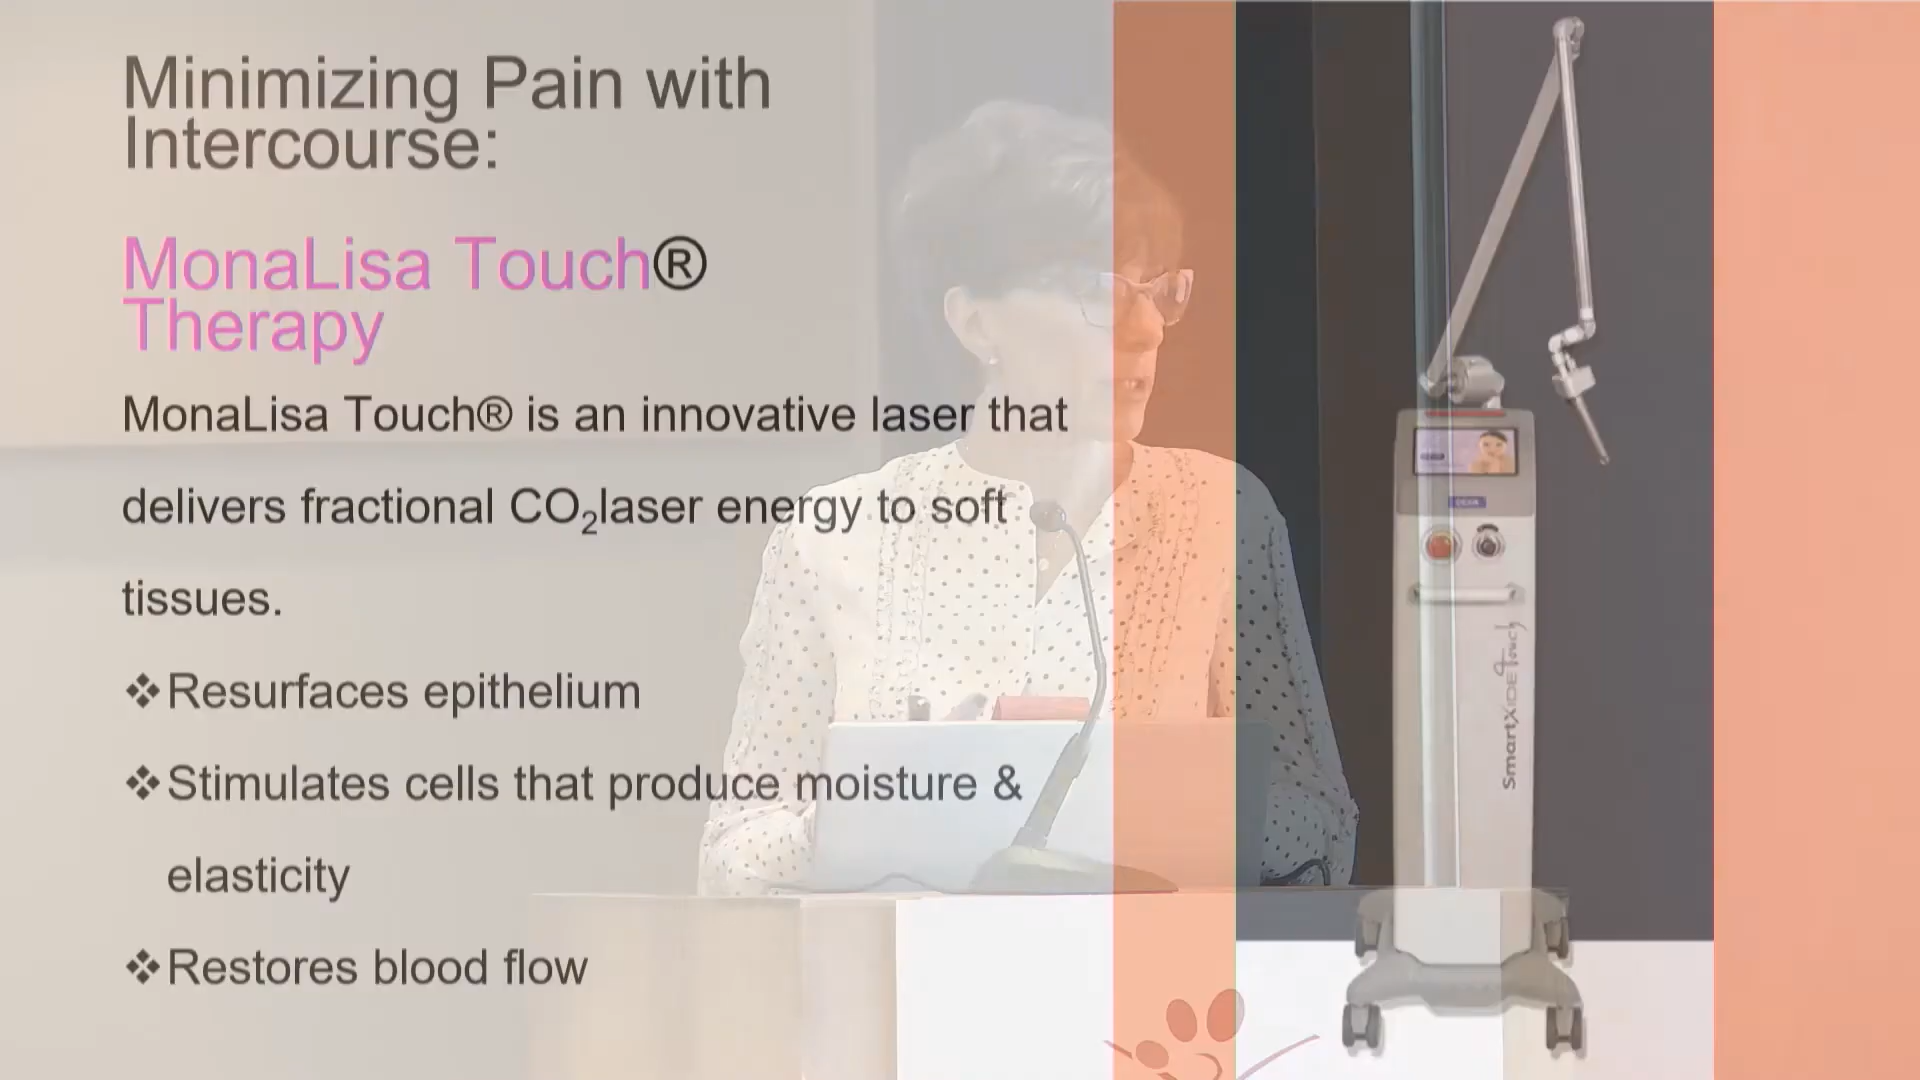 Minimizing Pain with
Intercourse:
MonaLisa Touch®
Therapy
MonaLisa Touch® is an innovative laser that
delivers fractional CO₂laser energy to soft
tissues.
❖Resurfaces epithelium
❖Stimulates cells that produce moisture &
elasticity
❖Restores blood flow
SmartXIDE Touch